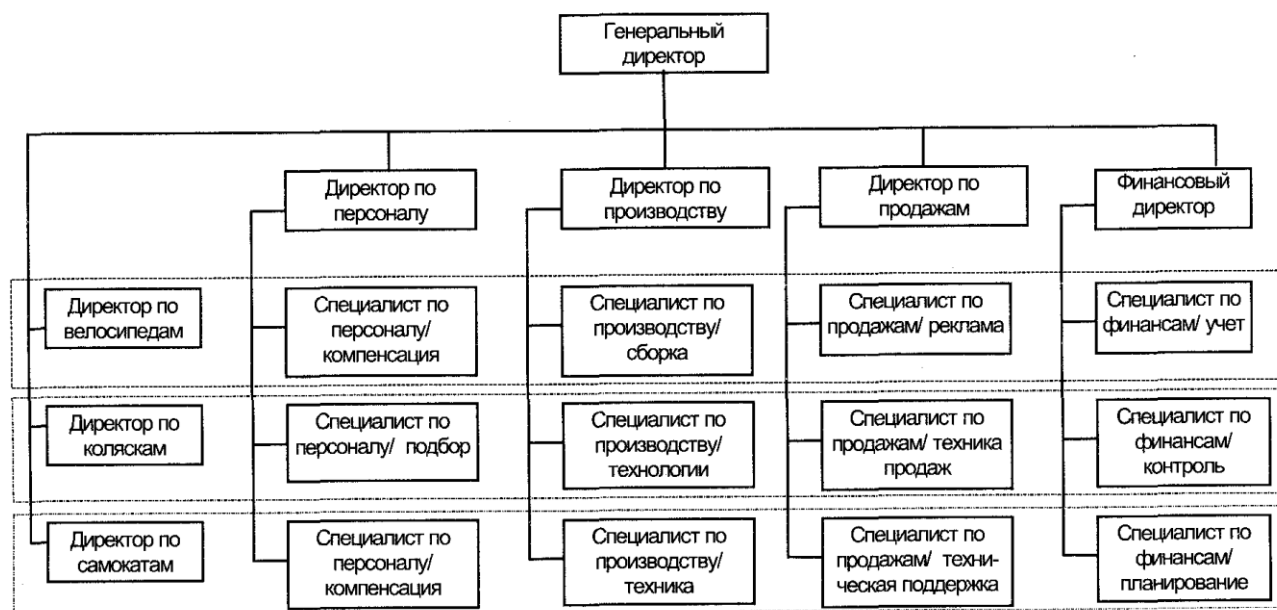 Генеральный
директор
Директор по
персоналу
Директор по
производству
Директор по
продажам
Финансовый
директор
Директор по
велосипедам
Специалист по
персоналу/
компенсация
Специалист по
производству/
сборка
Специалист по
продажам/ реклама
Специалист по
финансам/ учет
Директор по
коляскам
Специалист по
персоналу/ подбор
Специалист по
производству/
технологии
Специалист по
продажам/ техника
продаж
Специалист по
финансам/
контроль
Директор по
самокатам
Специалист по
персоналу/
компенсация
Специалист по
производству/
техника
Специалист по
продажам/ техни-
ческая поддержка
Специалист по
финансам/
планирование